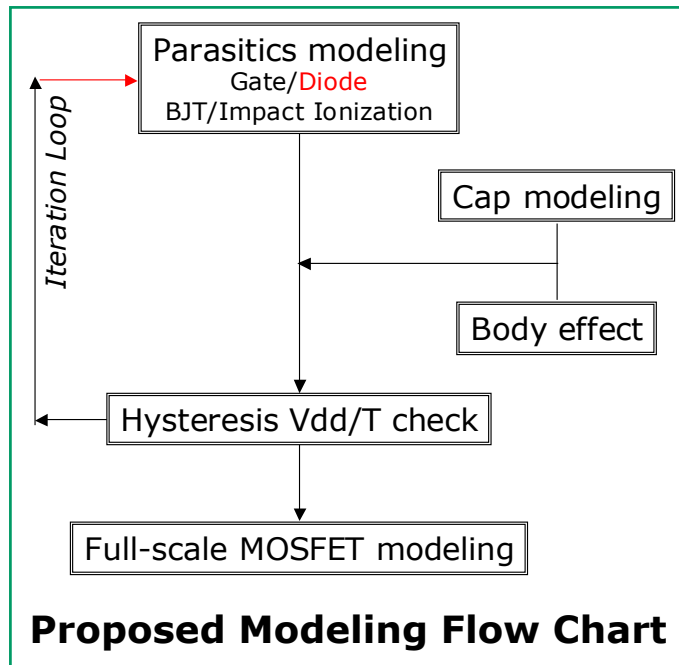 Parasitics modeling
Gate/Diode
BJT/Impact Ionization
Iteration Loop
Cap modeling
Body effect
Hysteresis Vdd/T check
Full-scale MOSFET modeling
Proposed Modeling Flow Chart